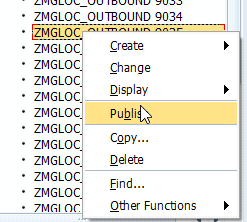 ZMGLOC_OUTBOUND 9033
ZMGLOC_OUTBOUND 9034
ZMGLOC_OUTBOUND 9035
Create
Change
Display
Publish
Copy...
Delete
Find...
Other Functions